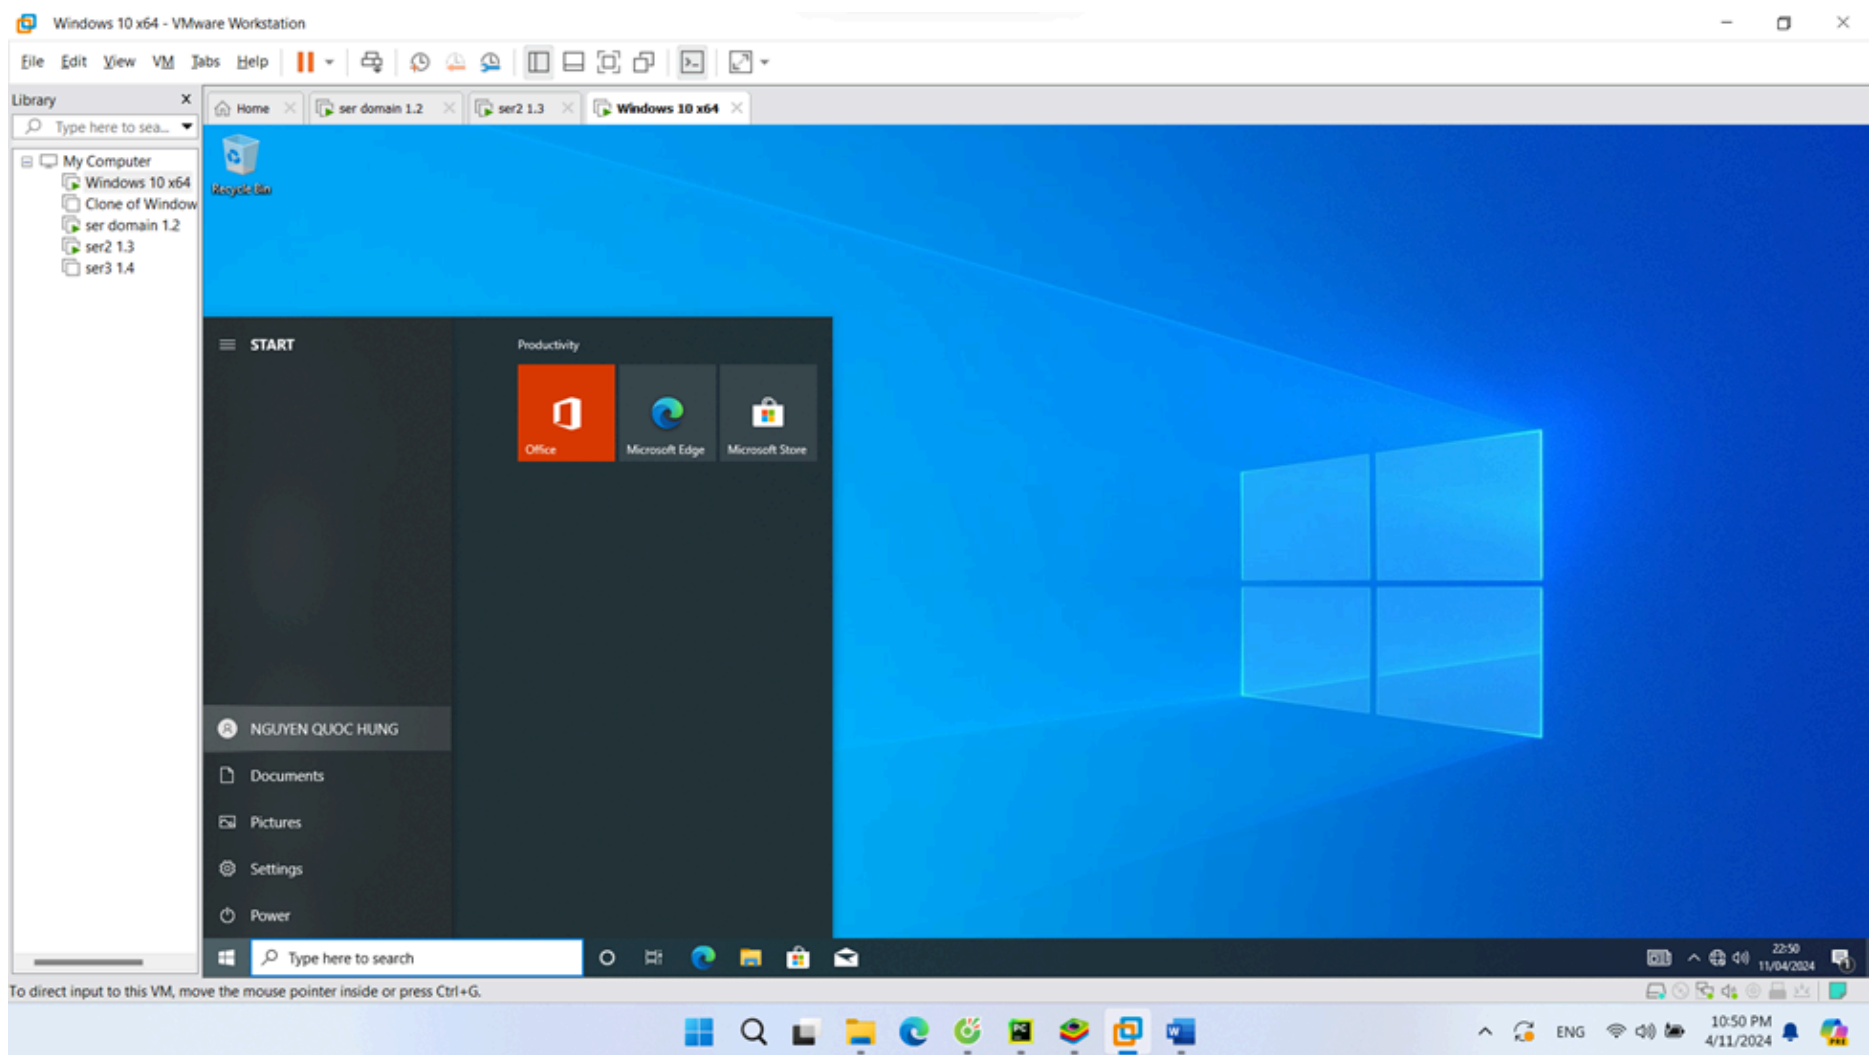 Windows 10 x64 - VMware Workstation
File Edit View VM Tabs Help
Library
Type here to sea...
My Computer
Windows 10 x64
Clone of Window
ser domain 1.2
ser2 1.3
ser3 1.4
Home
ser domain 1.2
ser2 1.3
Windows 10 x64
Recycle Bin
START
Productivity
Office
Microsoft Edge
Microsoft Store
NGUYEN QUOC HUNG
Documents
Pictures
Settings
Power
Type here to search
22:50
11/04/2024
To direct input to this VM, move the mouse pointer inside or press Ctrl+G.
ENG
10:50 PM
4/11/2024
PC
W
PRE